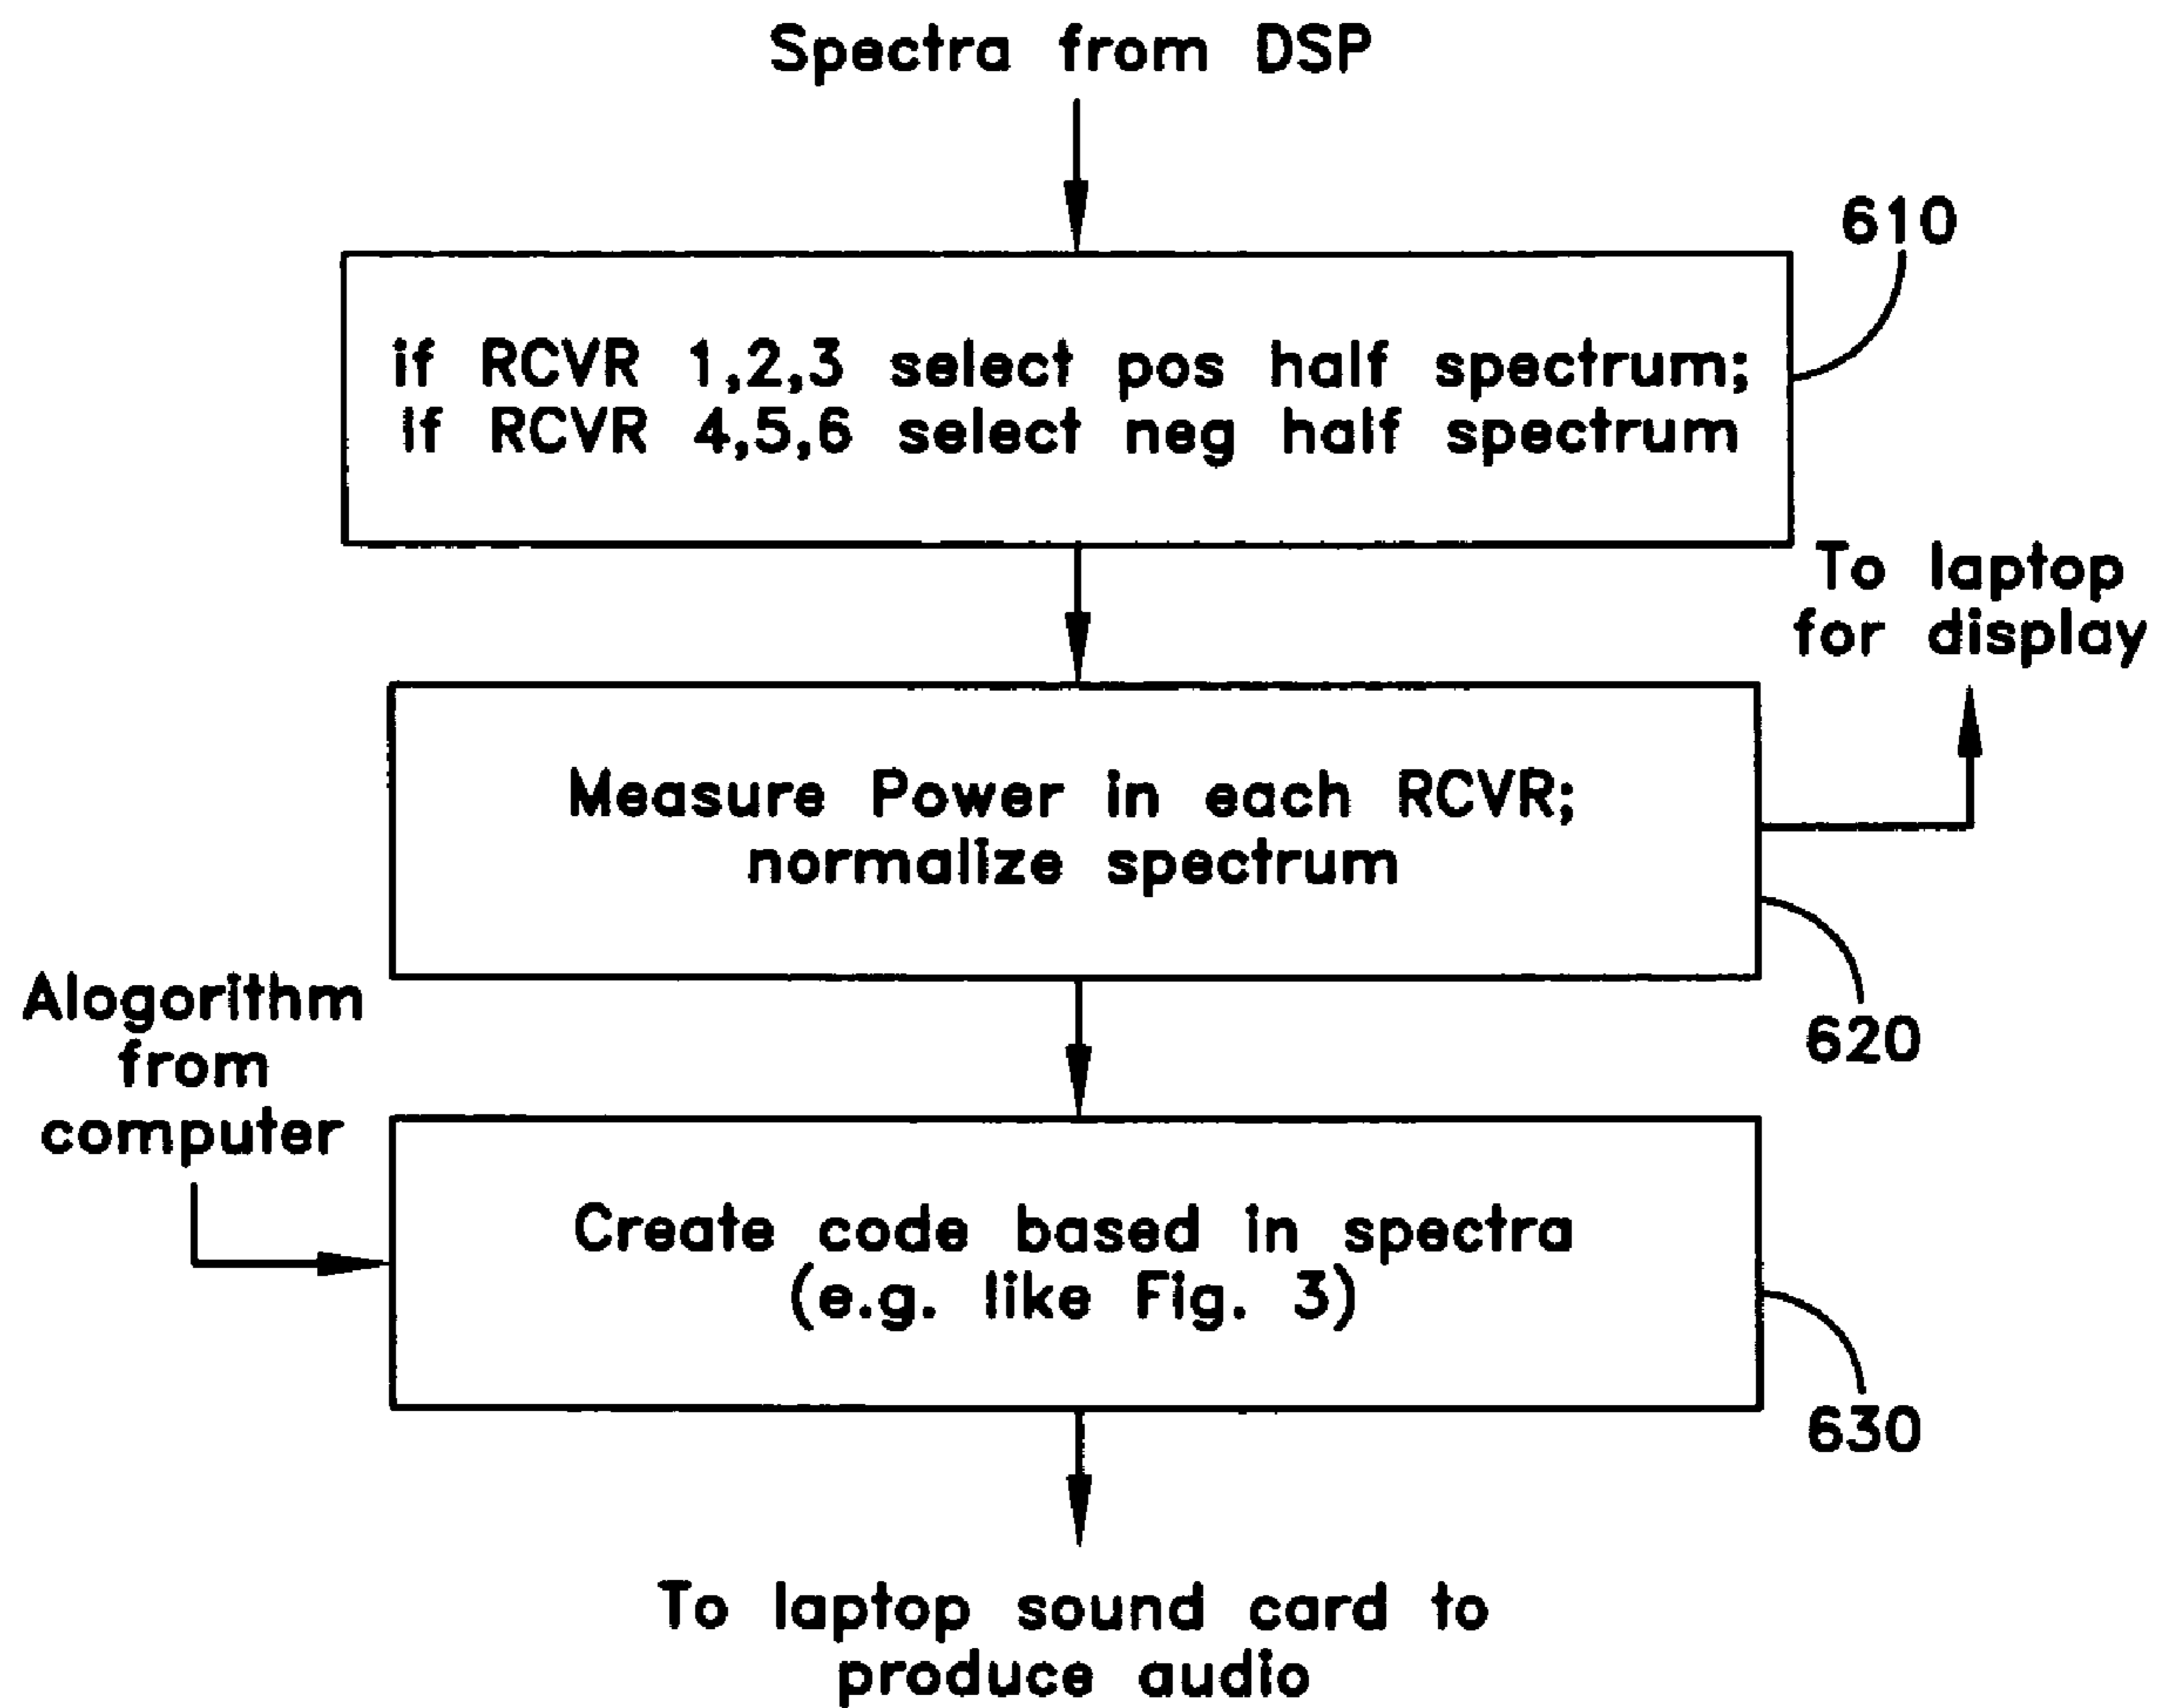 Spectra from DSP
610
if RCVR 1,2,3 select pos half spectrum;
if RCVR 4,5,6 select neg half spectrum
To laptop
for display
Measure Power in each RCVR;
normalize spectrum
620
Alogorithm
from
computer
Create code based in spectra
(e.g. like Fig. 3)
630
To laptop sound card to
produce audio